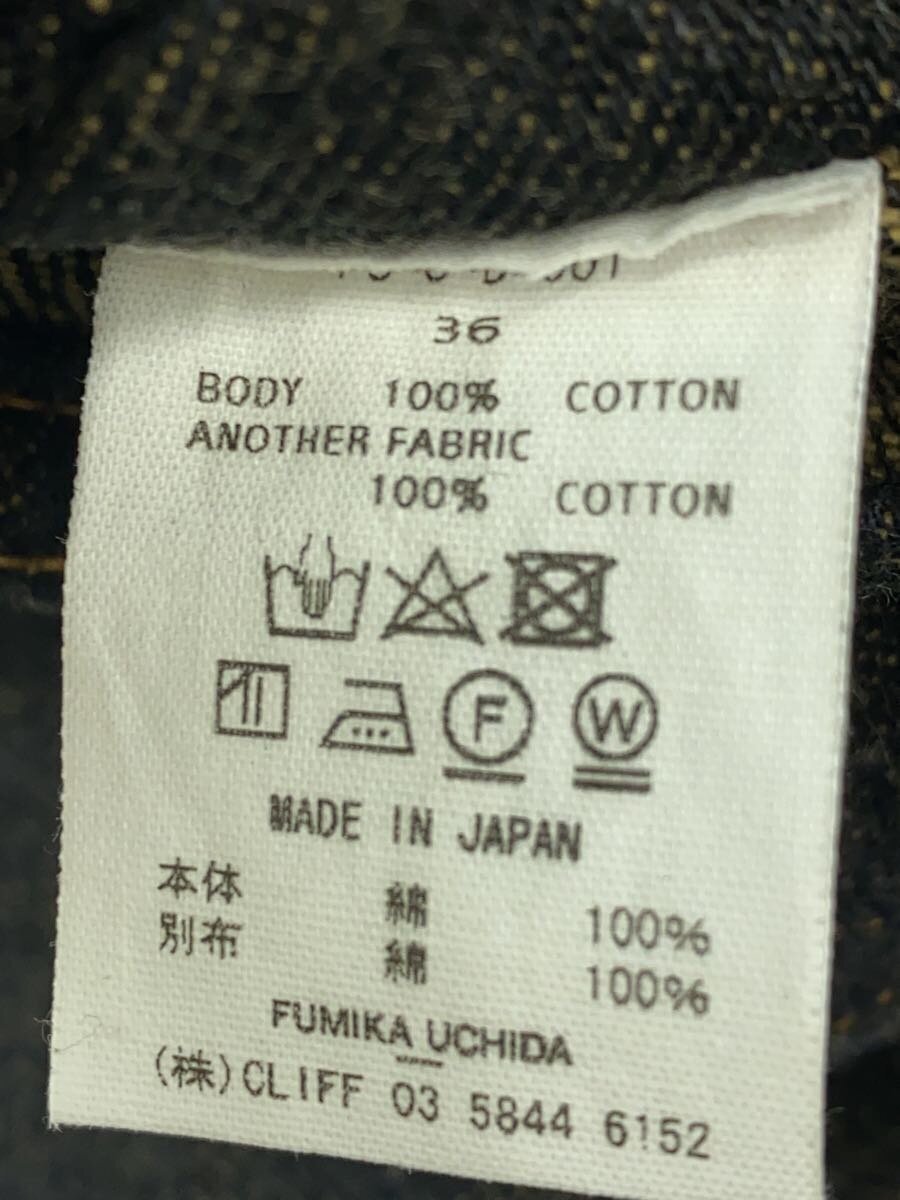 36
BODY 100% COTTON
ANOTHER FABRIC
100% COTTON
F W
MADE IN JAPAN
本体 綿 100%
別布 綿 100%
FUMIKA UCHIDA
(株)CLIFF 03 5844 6152